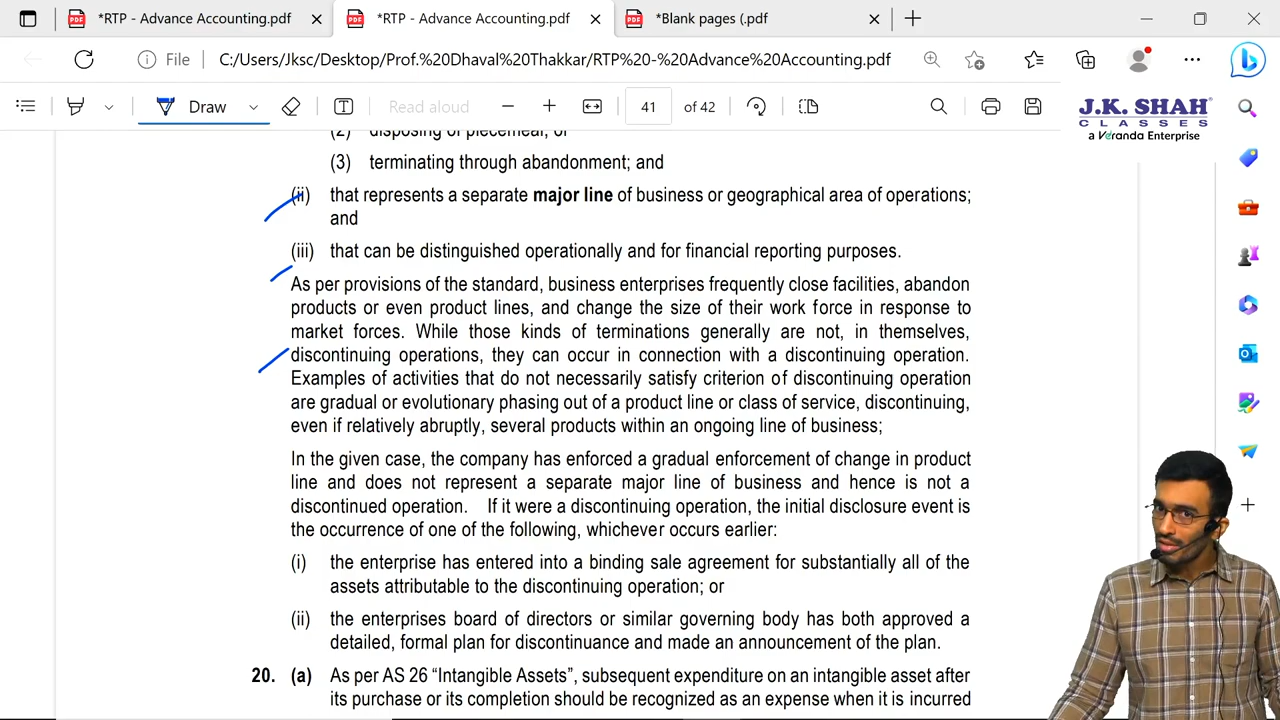 *RTP - Advance Accounting.pdf
*RTP - Advance Accounting.pdf
*Blank pages (.pdf
File
C:/Users/Jksc/Desktop/Prof.%20Dhaval%20Thakkar/RTP%20-%20Advance%20Accounting.pdf
Draw
Read aloud
41 of 42
J.K. SHAH®
CLASSES
a Veranda Enterprise
(2) disposing of piecemeal; or
(3) terminating through abandonment; and
(ii) that represents a separate major line of business or geographical area of operations;
and
(iii) that can be distinguished operationally and for financial reporting purposes.
As per provisions of the standard, business enterprises frequently close facilities, abandon
products or even product lines, and change the size of their work force in response to
market forces. While those kinds of terminations generally are not, in themselves,
discontinuing operations, they can occur in connection with a discontinuing operation.
Examples of activities that do not necessarily satisfy criterion of discontinuing operation
are gradual or evolutionary phasing out of a product line or class of service, discontinuing,
even if relatively abruptly, several products within an ongoing line of business;
In the given case, the company has enforced a gradual enforcement of change in product
line and does not represent a separate major line of business and hence is not a
discontinued operation. If it were a discontinuing operation, the initial disclosure event is
the occurrence of one of the following, whichever occurs earlier:
(i) the enterprise has entered into a binding sale agreement for substantially all of the
assets attributable to the discontinuing operation; or
(ii) the enterprises board of directors or similar governing body has both approved a
detailed, formal plan for discontinuance and made an announcement of the plan.
20. (a) As per AS 26 “Intangible Assets”, subsequent expenditure on an intangible asset after
its purchase or its completion should be recognized as an expense when it is incurred